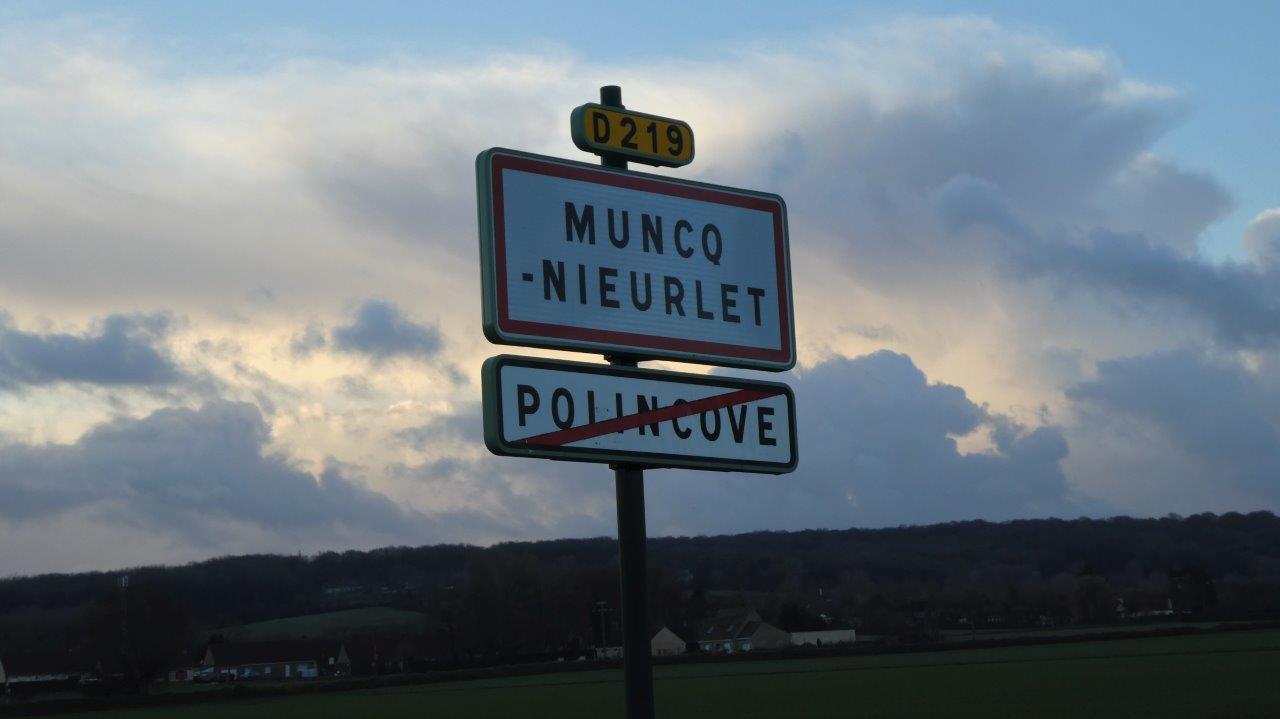 D219
MUNCQ
-NIEURLET
POLINCOVE